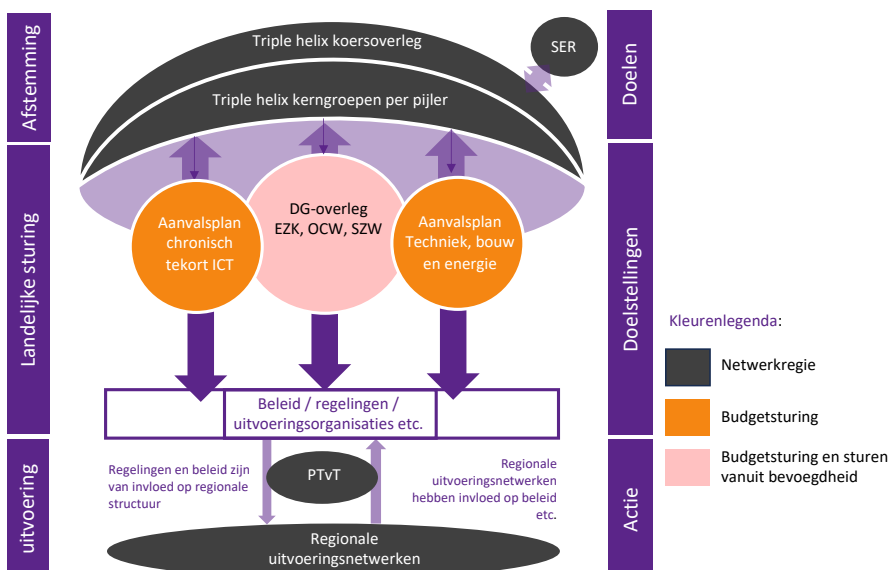 Afstemming
Landelijke sturing
uitvoering
Triple helix koersoverleg
SER
Triple helix kerngroepen per pijler
Aanvalsplan
chronisch
tekort ICT
DG-overleg
EZK, OCW, SZW
Aanvalsplan
Techniek, bouw
en energie
Beleid / regelingen /
uitvoeringsorganisaties etc.
Regelingen en beleid zijn
van invloed op regionale
structuur
PTvT
Regionale
uitvoeringsnetwerken
hebben invloed op beleid
etc.
Regionale
uitvoeringsnetwerken
Doelen
Doelstellingen
Actie
Kleurenlegenda:
Netwerkregie
Budgetsturing
Budgetsturing en sturen
vanuit bevoegdheid